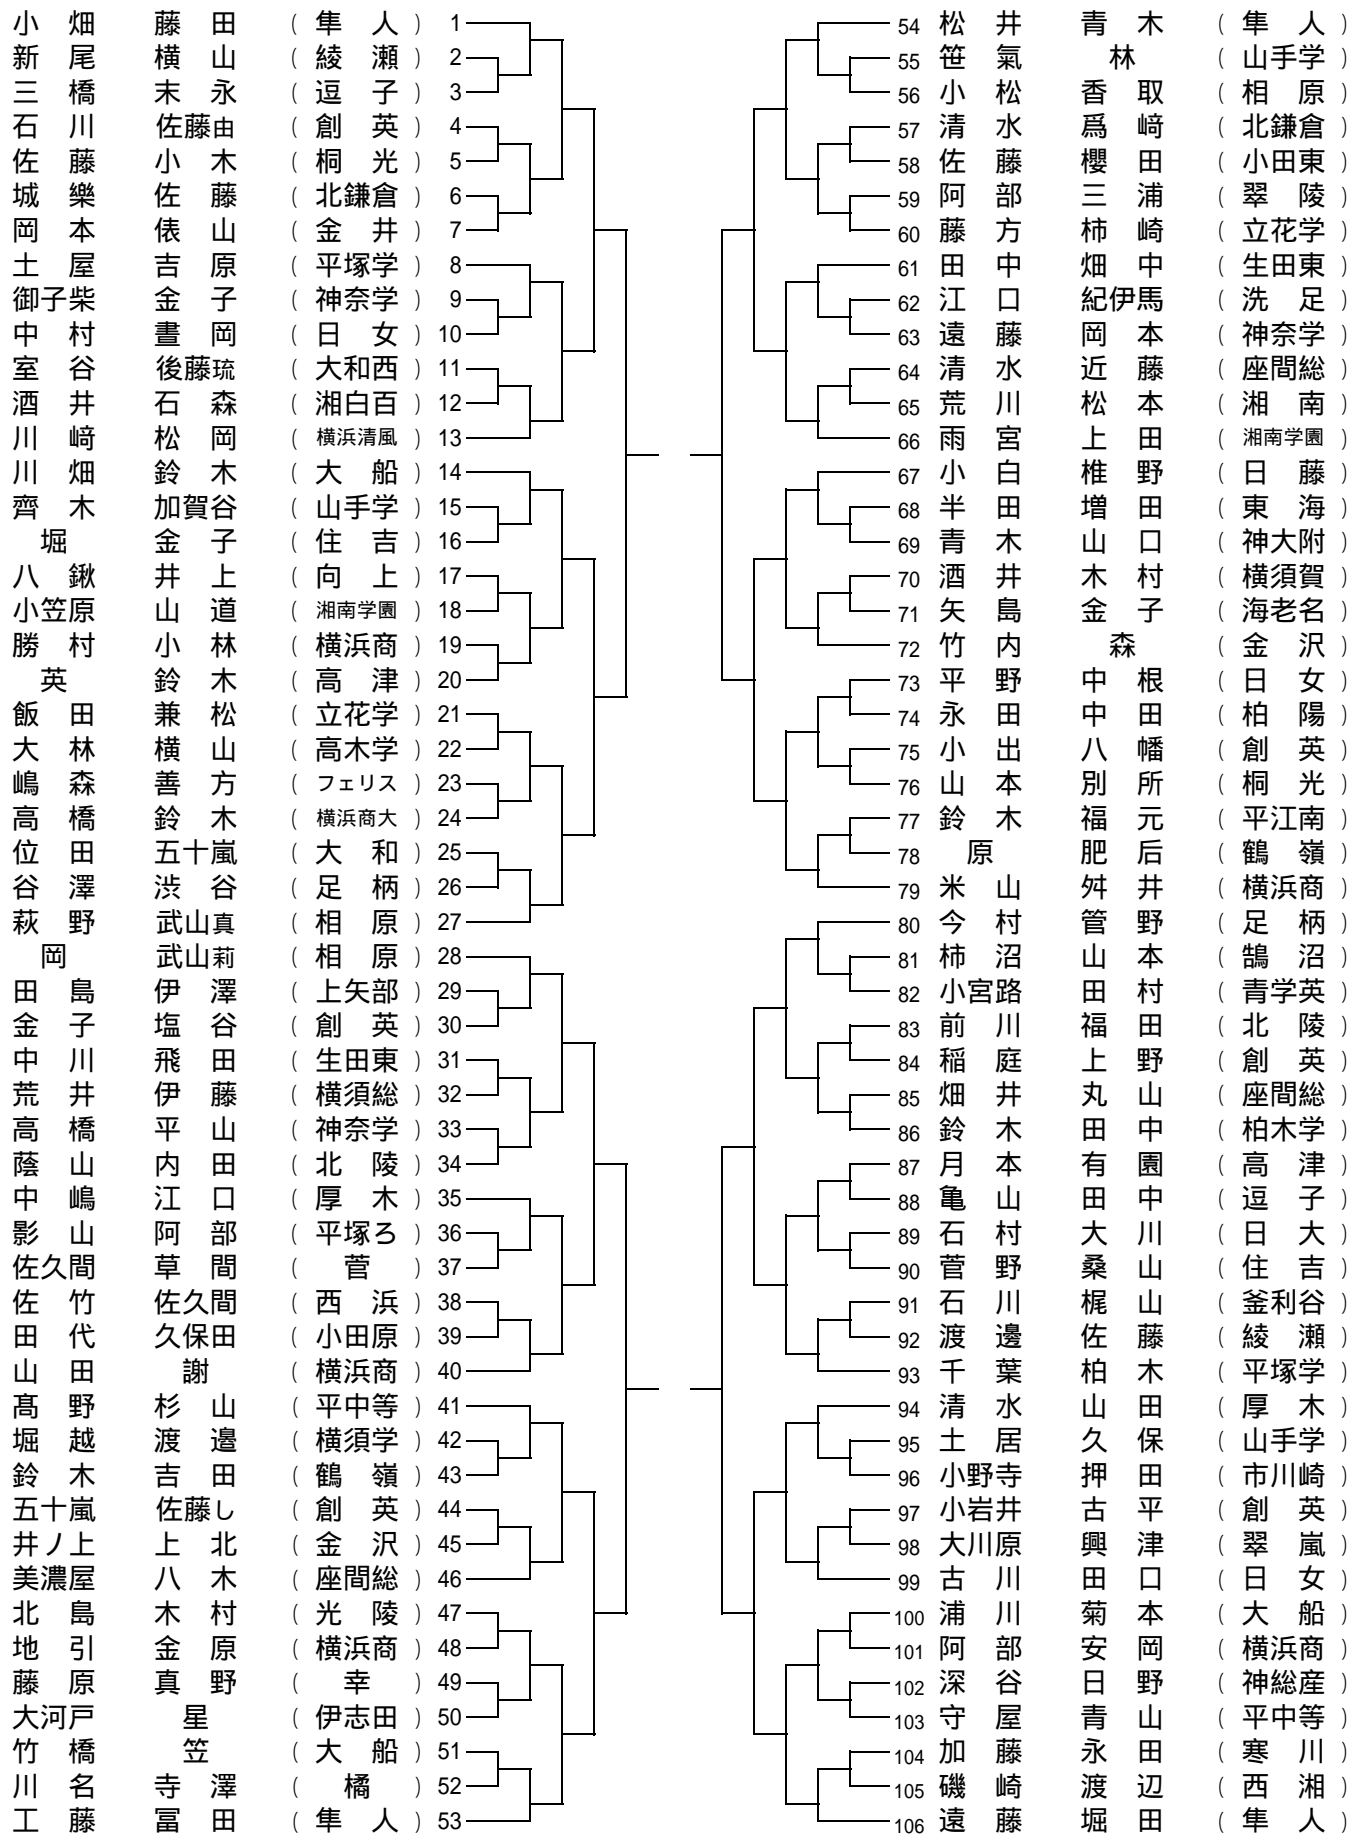 小畑 藤田 (隼人) 1
新尾 横山 (綾瀬) 2
三橋 末永 (逗子) 3
石川 佐藤由 (創英) 4
佐藤 小木 (桐光) 5
城樂 佐藤 (北鎌倉) 6
岡本 俵山 (金井) 7
土屋 吉原 (平塚学) 8
御子柴 金子 (神奈学) 9
中村 晝岡 (日女) 10
室谷 後藤琉 (大和西) 11
酒井 石森 (湘白百) 12
川﨑 松岡 (横浜清風) 13
川畑 鈴木 (大船) 14
齊木 加賀谷 (山手学) 15
堀 金子 (住吉) 16
八鍬 井上 (向上) 17
小笠原 山道 (湘南学園) 18
勝村 小林 (横浜商) 19
英 鈴木 (高津) 20
飯田 兼松 (立花学) 21
大林 横山 (高木学) 22
嶋森 善方 (フェリス) 23
高橋 鈴木 (横浜商大) 24
位田 五十嵐 (大和) 25
谷澤 渋谷 (足柄) 26
萩野 武山真 (相原) 27
岡 武山莉 (相原) 28
田島 伊澤 (上矢部) 29
金子 塩谷 (創英) 30
中川 飛田 (生田東) 31
荒井 伊藤 (横須総) 32
高橋 平山 (神奈学) 33
蔭山 内田 (北陵) 34
中嶋 江口 (厚木) 35
影山 阿部 (平塚ろ) 36
佐久間 草間 (菅) 37
佐竹 佐久間 (西浜) 38
田代 久保田 (小田原) 39
山田 謝 (横浜商) 40
髙野 杉山 (平中等) 41
堀越 渡邉 (横須学) 42
鈴木 吉田 (鶴嶺) 43
五十嵐 佐藤し (創英) 44
井ノ上 上北 (金沢) 45
美濃屋 八木 (座間総) 46
北島 木村 (光陵) 47
地引 金原 (横浜商) 48
藤原 真野 (幸) 49
大河戸 星 (伊志田) 50
竹橋 笠 (大船) 51
川名 寺澤 (橘) 52
工藤 冨田 (隼人) 53
54 松井 青木 (隼人)
55 笹氣 林 (山手学)
56 小松 香取 (相原)
57 清水 爲﨑 (北鎌倉)
58 佐藤 櫻田 (小田東)
59 阿部 三浦 (翠陵)
60 藤方 柿崎 (立花学)
61 田中 畑中 (生田東)
62 江口 紀伊馬 (洗足)
63 遠藤 岡本 (神奈学)
64 清水 近藤 (座間総)
65 荒川 松本 (湘南)
66 雨宮 上田 (湘南学園)
67 小白 椎野 (日藤)
68 半田 増田 (東海)
69 青木 山口 (神大附)
70 酒井 木村 (横須賀)
71 矢島 金子 (海老名)
72 竹内 森 (金沢)
73 平野 中根 (日女)
74 永田 中田 (柏陽)
75 小出 八幡 (創英)
76 山本 別所 (桐光)
77 鈴木 福元 (平江南)
78 原 肥后 (鶴嶺)
79 米山 舛井 (横浜商)
80 今村 管野 (足柄)
81 柿沼 山本 (鵠沼)
82 小宮路 田村 (青学英)
83 前川 福田 (北陵)
84 稲庭 上野 (創英)
85 畑井 丸山 (座間総)
86 鈴木 田中 (柏木学)
87 月本 有園 (高津)
88 亀山 田中 (逗子)
89 石村 大川 (日大)
90 菅野 桑山 (住吉)
91 石川 梶山 (釜利谷)
92 渡邊 佐藤 (綾瀬)
93 千葉 柏木 (平塚学)
94 清水 山田 (厚木)
95 土居 久保 (山手学)
96 小野寺 押田 (市川崎)
97 小岩井 古平 (創英)
98 大川原 興津 (翠嵐)
99 古川 田口 (日女)
100 浦川 菊本 (大船)
101 阿部 安岡 (横浜商)
102 深谷 日野 (神総産)
103 守屋 青山 (平中等)
104 加藤 永田 (寒川)
105 磯崎 渡辺 (西湘)
106 遠藤 堀田 (隼人)